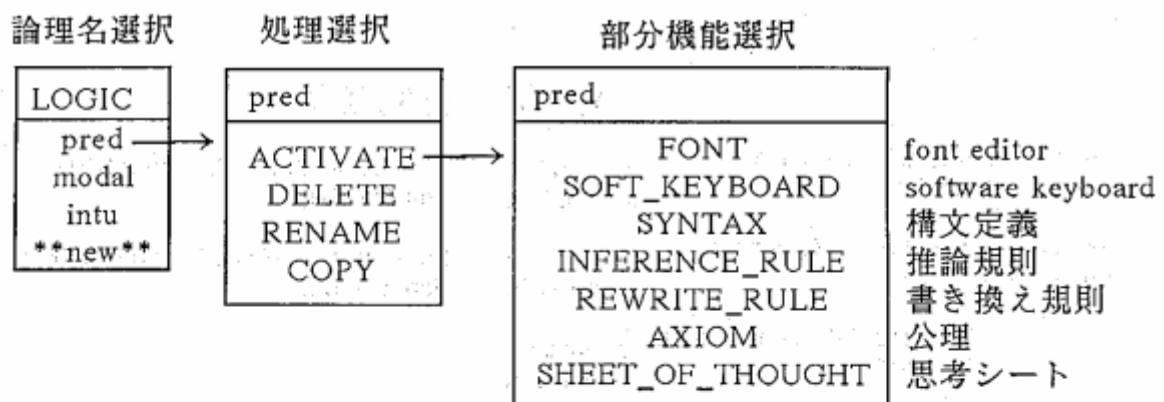 論理名選択
LOGIC
pred
modal
intu
**new**
処理選択
pred
ACTIVATE
DELETE
RENAME
COPY
部分機能選択
pred
FONT font editor
SOFT_KEYBOARD software keyboard
SYNTAX 構文定義
INFERENCE_RULE 推論規則
REWRITE_RULE 書き換え規則
AXIOM 公理
SHEET_OF_THOUGHT 思考シート